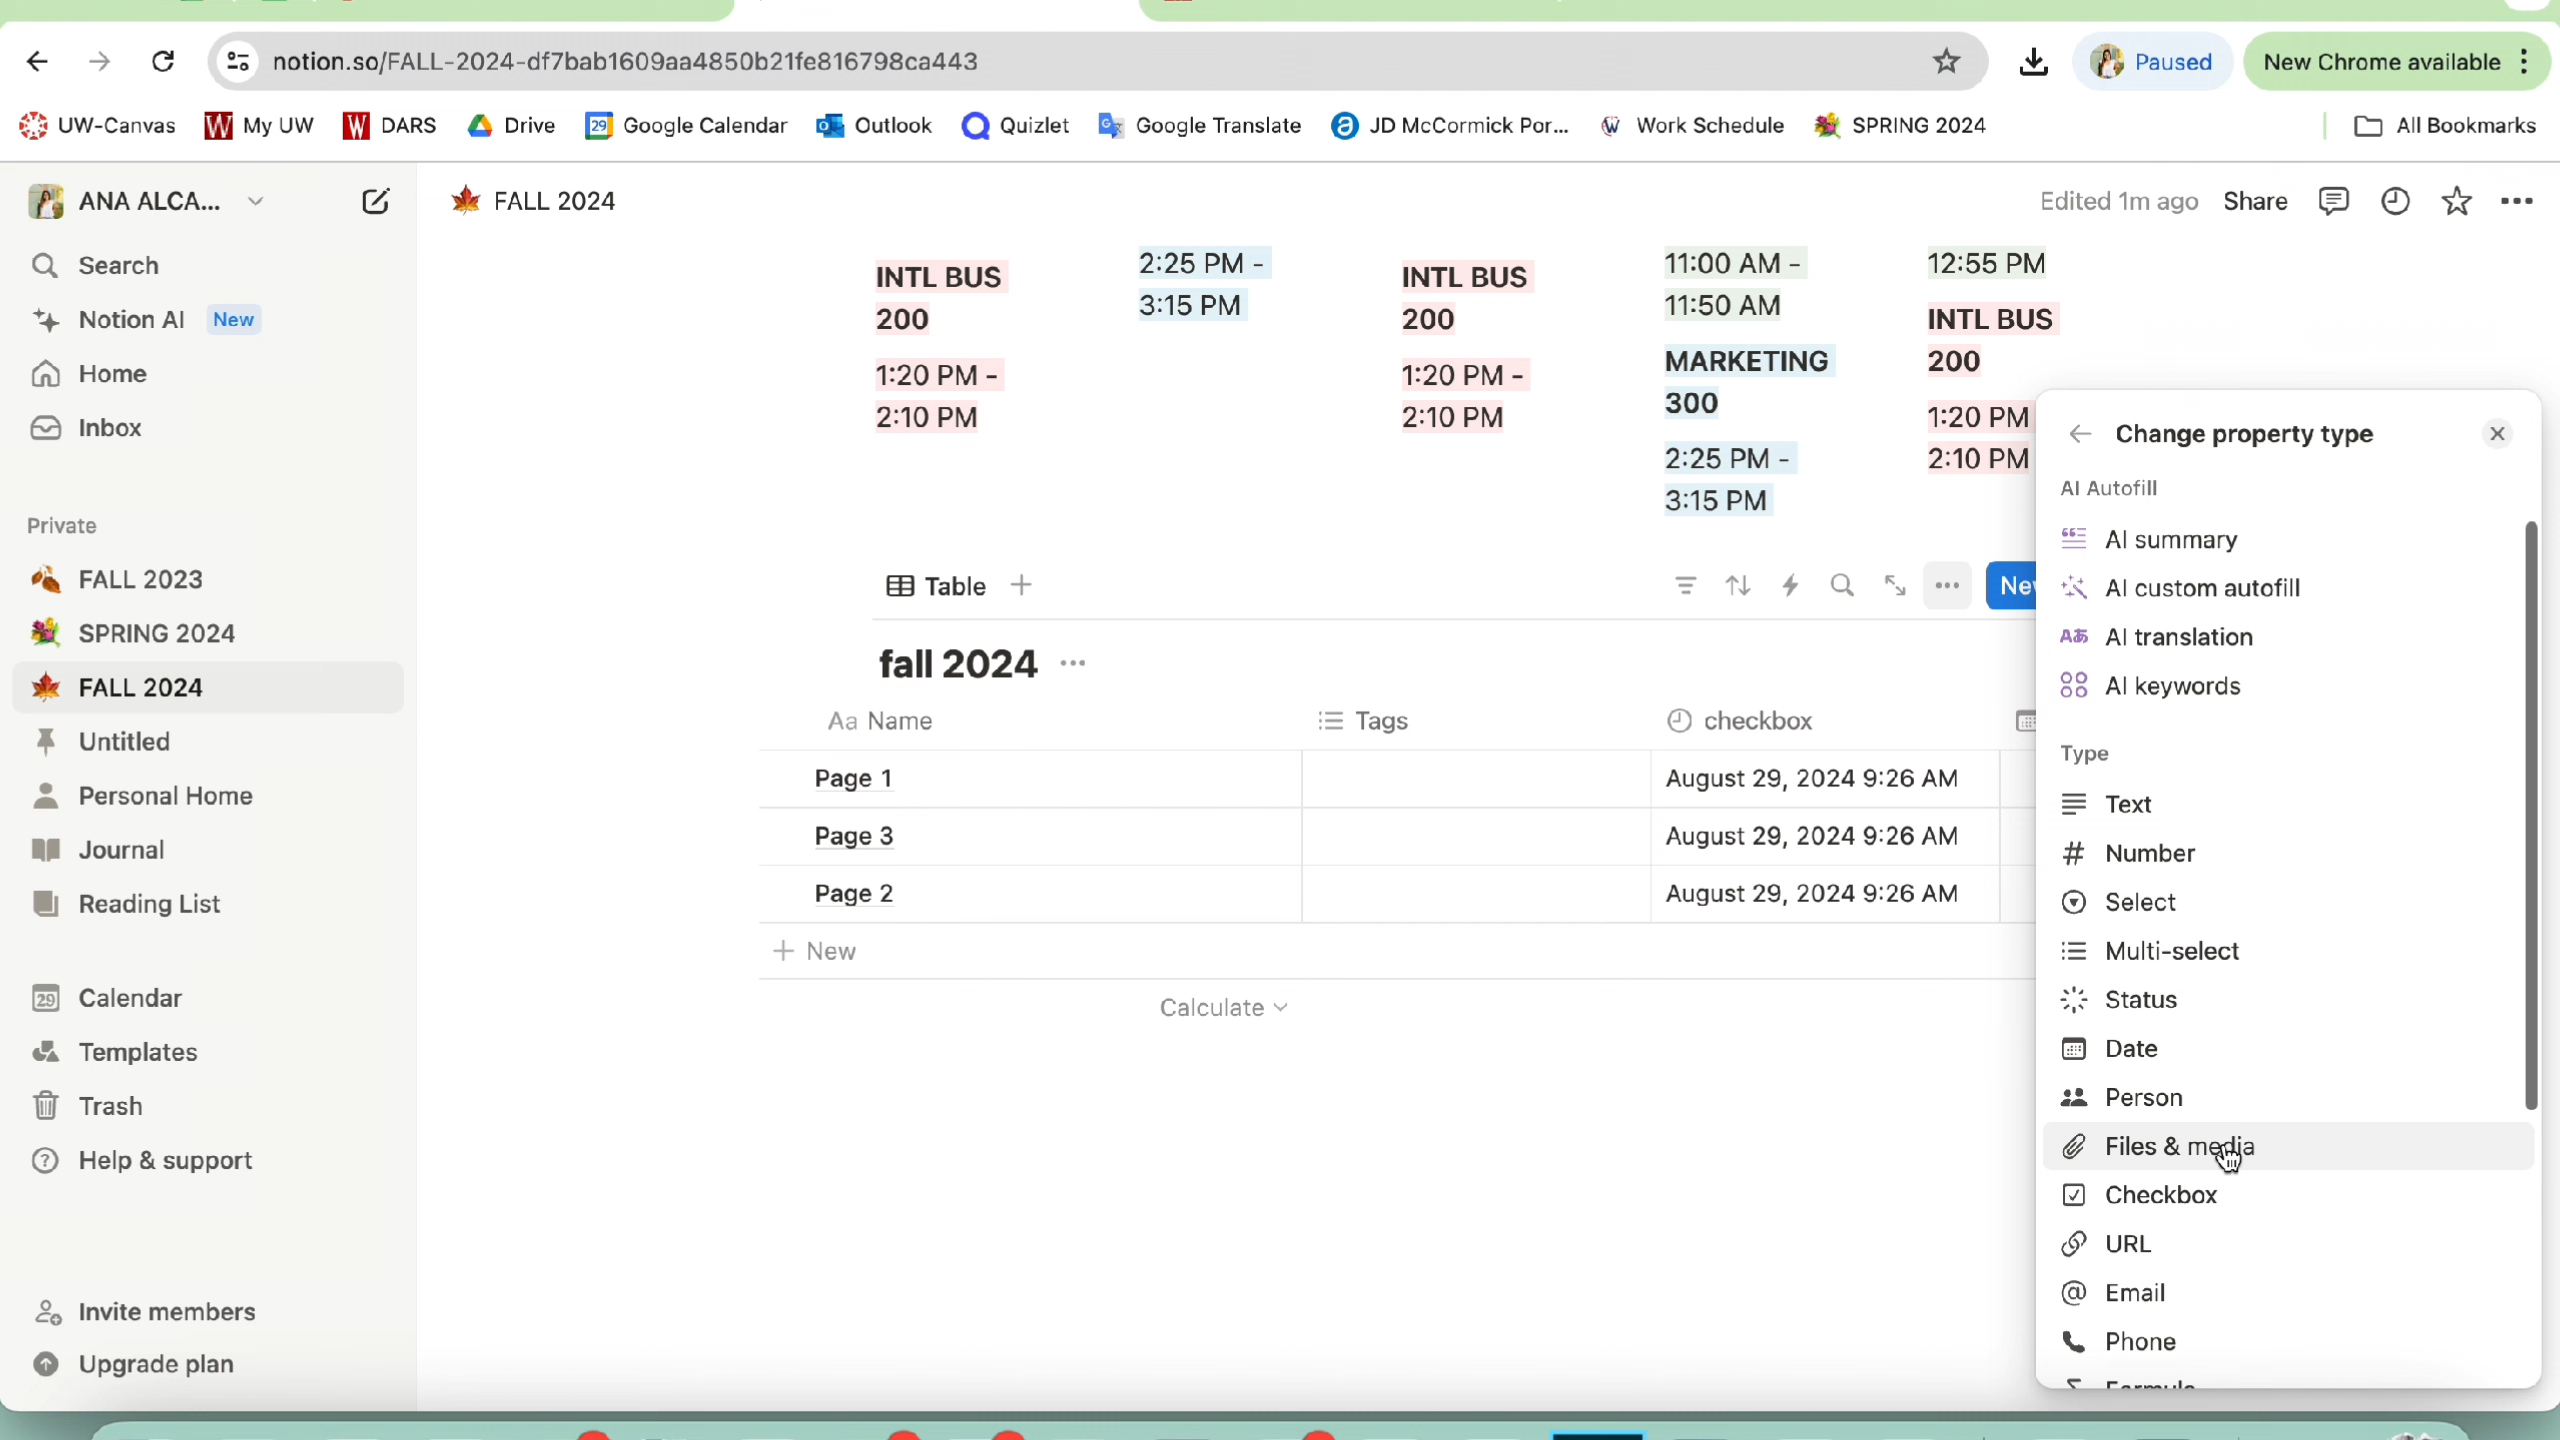 notion.so/FALL-2024-df7bab1609aa4850b21fe816798ca443
Paused
New Chrome available
UW-Canvas
My UW
DARS
Drive
Google Calendar
Outlook
Quizlet
Google Translate
JD McCormick Por...
Work Schedule
SPRING 2024
All Bookmarks
ANA ALCA...
FALL 2024
Edited 1m ago
Share
Search
Notion AI New
Home
Inbox
Private
FALL 2023
SPRING 2024
FALL 2024
Untitled
Personal Home
Journal
Reading List
Calendar
Templates
Trash
Help & support
Invite members
Upgrade plan
INTL BUS
200
1:20 PM -
2:10 PM
2:25 PM -
3:15 PM
INTL BUS
200
1:20 PM -
2:10 PM
11:00 AM -
11:50 AM
MARKETING
300
2:25 PM -
3:15 PM
12:55 PM
INTL BUS
200
1:20 PM
2:10 PM
Table
fall 2024
Aa Name
Tags
checkbox
Page 1
August 29, 2024 9:26 AM
Page 3
August 29, 2024 9:26 AM
Page 2
August 29, 2024 9:26 AM
+ New
Calculate
Change property type
AI Autofill
AI summary
AI custom autofill
AI translation
AI keywords
Type
Text
Number
Select
Multi-select
Status
Date
Person
Files & media
Checkbox
URL
Email
Phone